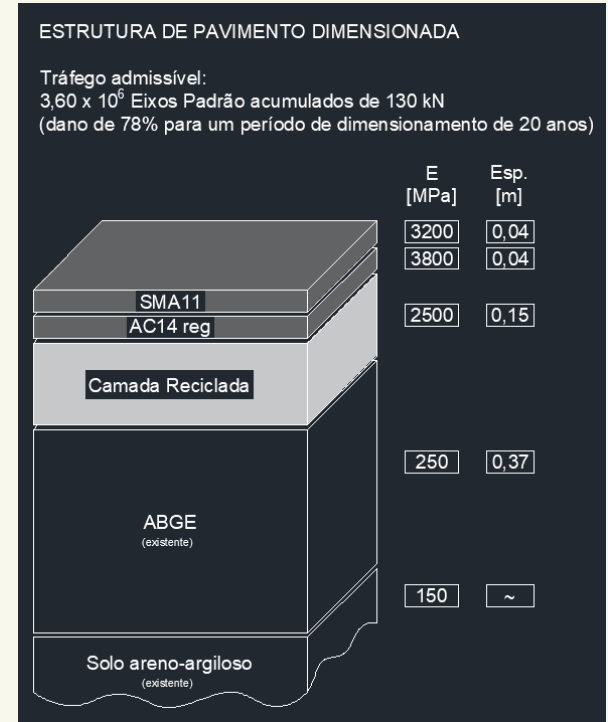 ESTRUTURA DE PAVIMENTO DIMENSIONADA
Tráfego admissível:
3,60 x 10⁶ Eixos Padrão acumulados de 130 kN
(dano de 78% para um período de dimensionamento de 20 anos)
E Esp.
[MPa] [m]
3200 0,04
3800 0,04
SMA11
2500 0,15
AC14 reg
Camada Reciclada
250 0,37
ABGE
(existente)
150 ~
Solo areno-argiloso
(existente)